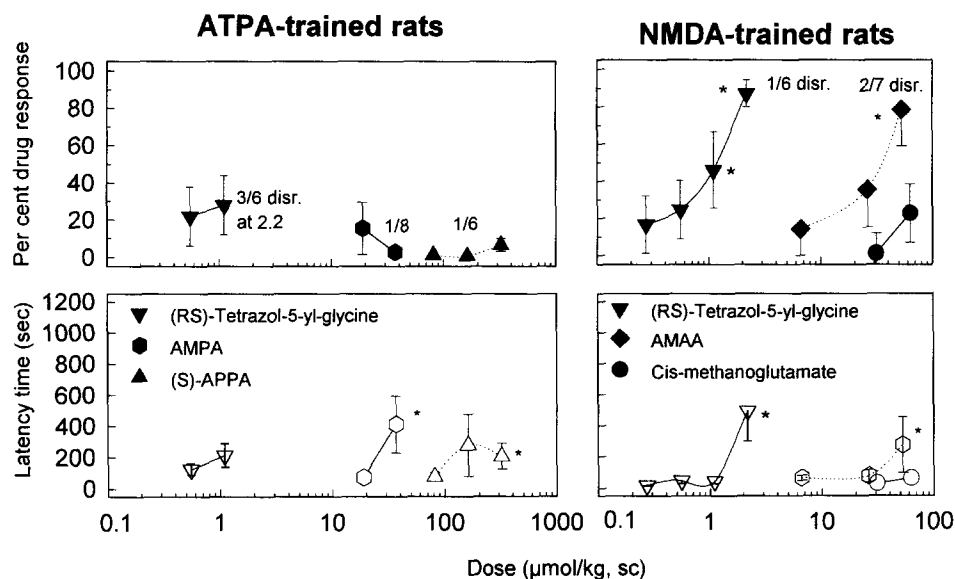 ATPA-trained rats
NMDA-trained rats
Per cent drug response
100
80
60
40
20
0
3/6 disr.
at 2.2
1/8
1/6
*
*
1/6 disr.
2/7 disr.
*
Latency time (sec)
1200
1000
800
600
400
200
0
(RS)-Tetrazol-5-yl-glycine
AMPA
(S)-APPA
*
*
(RS)-Tetrazol-5-yl-glycine
AMAA
Cis-methanoglutamate
*
*
0.1 1 10 100 1000
0.1 1 10 100
Dose (µmol/kg, sc)